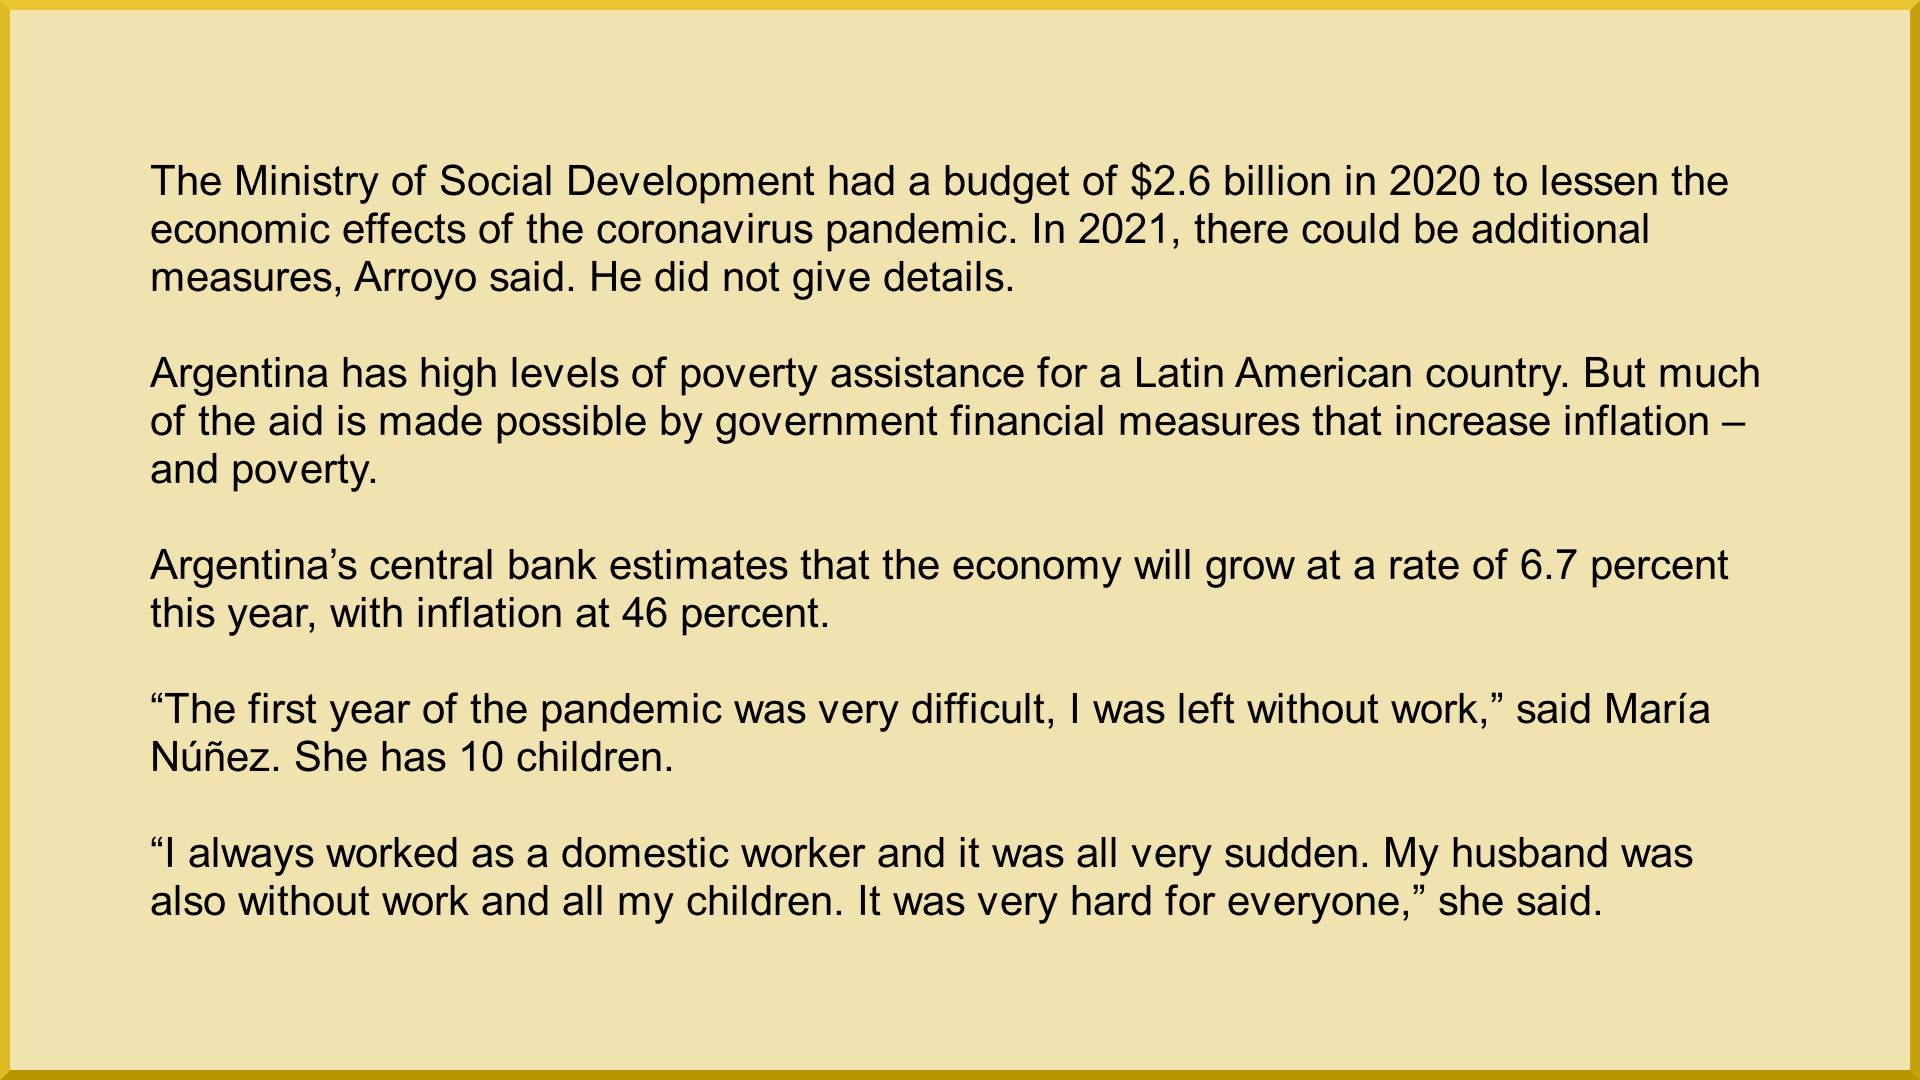 The Ministry of Social Development had a budget of $2.6 billion in 2020 to lessen the
economic effects of the coronavirus pandemic. In 2021, there could be additional
measures, Arroyo said. He did not give details.
Argentina has high levels of poverty assistance for a Latin American country. But much
of the aid is made possible by government financial measures that increase inflation –
and poverty.
Argentina’s central bank estimates that the economy will grow at a rate of 6.7 percent
this year, with inflation at 46 percent.
“The first year of the pandemic was very difficult, I was left without work,” said María
Núñez. She has 10 children.
“I always worked as a domestic worker and it was all very sudden. My husband was
also without work and all my children. It was very hard for everyone,” she said.